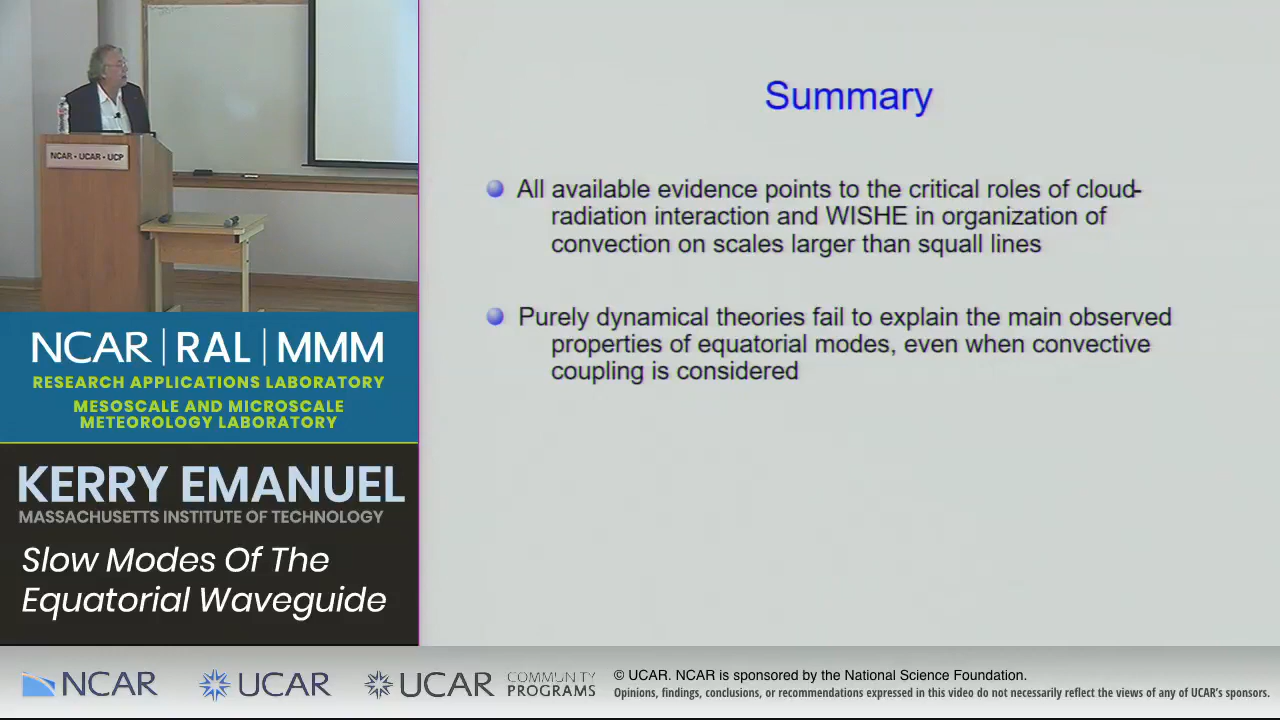 NCAR • UCAR • UCP
NCAR | RAL | MMM
RESEARCH APPLICATIONS LABORATORY
MESOSCALE AND MICROSCALE
METEOROLOGY LABORATORY
KERRY EMANUEL
MASSACHUSETTS INSTITUTE OF TECHNOLOGY
Slow Modes Of The
Equatorial Waveguide
Summary
All available evidence points to the critical roles of cloud-
radiation interaction and WISHE in organization of
convection on scales larger than squall lines
Purely dynamical theories fail to explain the main observed
properties of equatorial modes, even when convective
coupling is considered
NCAR
UCAR
UCAR
COMMUNITY
PROGRAMS
© UCAR. NCAR is sponsored by the National Science Foundation.
Opinions, findings, conclusions, or recommendations expressed in this video do not necessarily reflect the views of any of UCAR's sponsors.